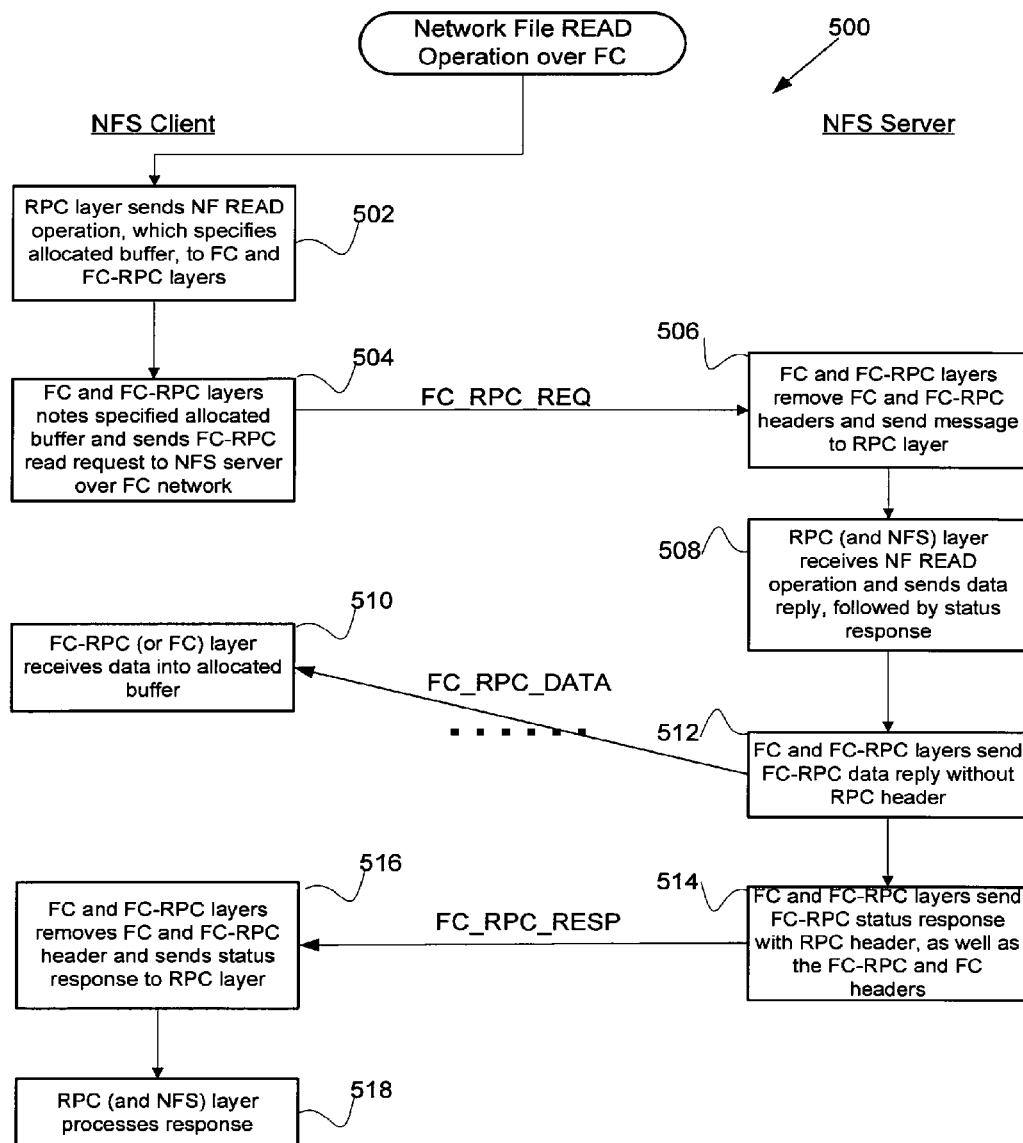 Network File READ
Operation over FC
500
NFS Client
NFS Server
RPC layer sends NF READ
operation, which specifies
allocated buffer, to FC and
FC-RPC layers
502
504
FC and FC-RPC layers
notes specified allocated
buffer and sends FC-RPC
read request to NFS server
over FC network
FC_RPC_REQ
506
FC and FC-RPC layers
remove FC and FC-RPC
headers and send message
to RPC layer
508
RPC (and NFS) layer
receives NF READ
operation and sends data
reply, followed by status
response
510
FC-RPC (or FC) layer
receives data into allocated
buffer
FC_RPC_DATA
512
FC and FC-RPC layers send
FC-RPC data reply without
RPC header
514
FC and FC-RPC layers send
FC-RPC status response
with RPC header, as well as
the FC-RPC and FC
headers
FC_RPC_RESP
516
FC and FC-RPC layers
removes FC and FC-RPC
header and sends status
response to RPC layer
RPC (and NFS) layer
processes response
518